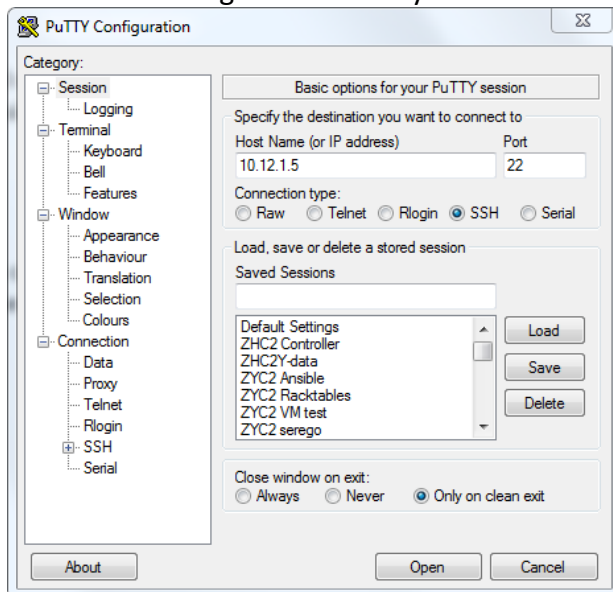 PuTTY Configuration
Category:
Session
Logging
Terminal
Keyboard
Bell
Features
Window
Appearance
Behaviour
Translation
Selection
Colours
Connection
Data
Proxy
Telnet
Rlogin
SSH
Serial
Basic options for your PuTTY session
Specify the destination you want to connect to
Host Name (or IP address) Port
10.12.1.5 22
Connection type:
Raw Telnet Rlogin SSH Serial
Load, save or delete a stored session
Saved Sessions
Default Settings
ZHC2 Controller
ZHC2Y-data
ZYC2 Ansible
ZYC2 Racktables
ZYC2 VM test
ZYC2 serego
Load
Save
Delete
Close window on exit:
Always Never Only on clean exit
About Open Cancel